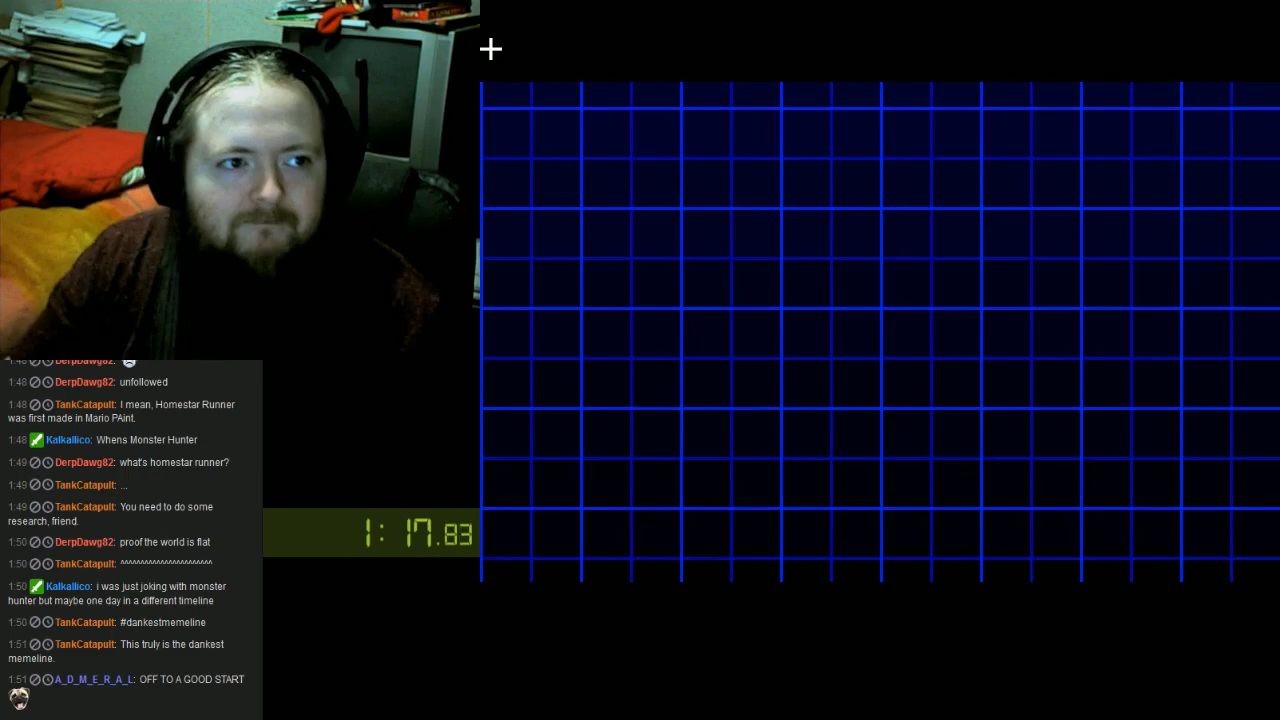 1:48 DerpDawg82:
1:48 DerpDawg82: unfollowed
1:48 TankCatapult: I mean, Homestar Runner
was first made in Mario PAint.
1:48 Kalkallico: Whens Monster Hunter
1:49 DerpDawg82: what's homestar runner?
1:49 TankCatapult: ...
1:49 TankCatapult: You need to do some
research, friend.
1:50 DerpDawg82: proof the world is flat
1:50 TankCatapult: ^^^^^^^^^^^^^^^^^^^^^^^
1:50 Kalkallico: i was just joking with monster
hunter but maybe one day in a different timeline
1:50 TankCatapult: #dankestmemeline
1:51 TankCatapult: This truly is the dankest
memeline.
1:51 A_D_M_E_R_A_L: OFF TO A GOOD START
1:17.83